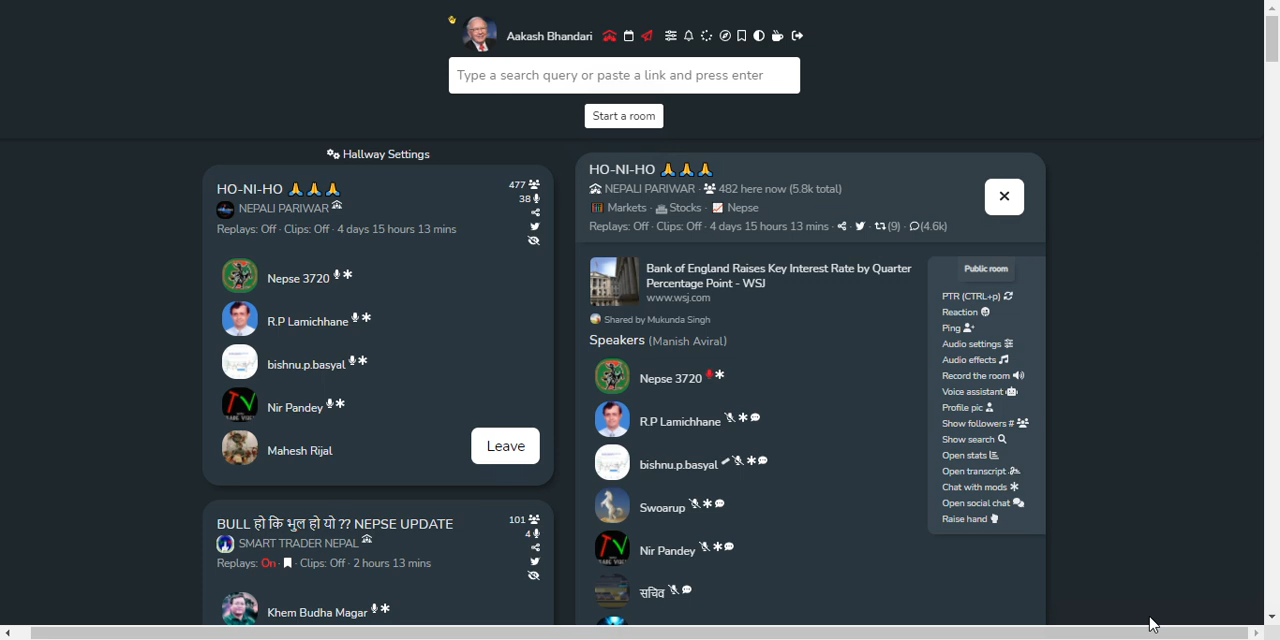 Aakash Bhandari
Type a search query or paste a link and press enter
Start a room
Hallway Settings
HO-NI-HO 🙏 🙏 🙏
NEPALI PARIWAR
Replays: Off · Clips: Off · 4 days 15 hours 13 mins
477
38
Nepse 3720
R.P Lamichhane
bishnu.p.basyal
Nir Pandey
Mahesh Rijal
Leave
BULL हो कि भुल हो यो ?? NEPSE UPDATE
SMART TRADER NEPAL
Replays: On · Clips: Off · 2 hours 13 mins
101
4
Khem Budha Magar
HO-NI-HO 🙏 🙏 🙏
NEPALI PARIWAR · 482 here now (5.8k total)
Markets · Stocks · Nepse
Replays: Off · Clips: Off · 4 days 15 hours 13 mins · (9) · (4.6k)
Bank of England Raises Key Interest Rate by Quarter
Percentage Point - WSJ
www.wsj.com
Shared by Mukunda Singh
Speakers (Manish Aviral)
Nepse 3720
R.P Lamichhane
bishnu.p.basyal
Swoarup
Nir Pandey
सचिव
Public room
PTR (CTRL+p)
Reaction
Ping
Audio settings
Audio effects
Record the room
Voice assistant
Profile pic
Show followers #
Show search
Open stats
Open transcript
Chat with mods
Open social chat
Raise hand